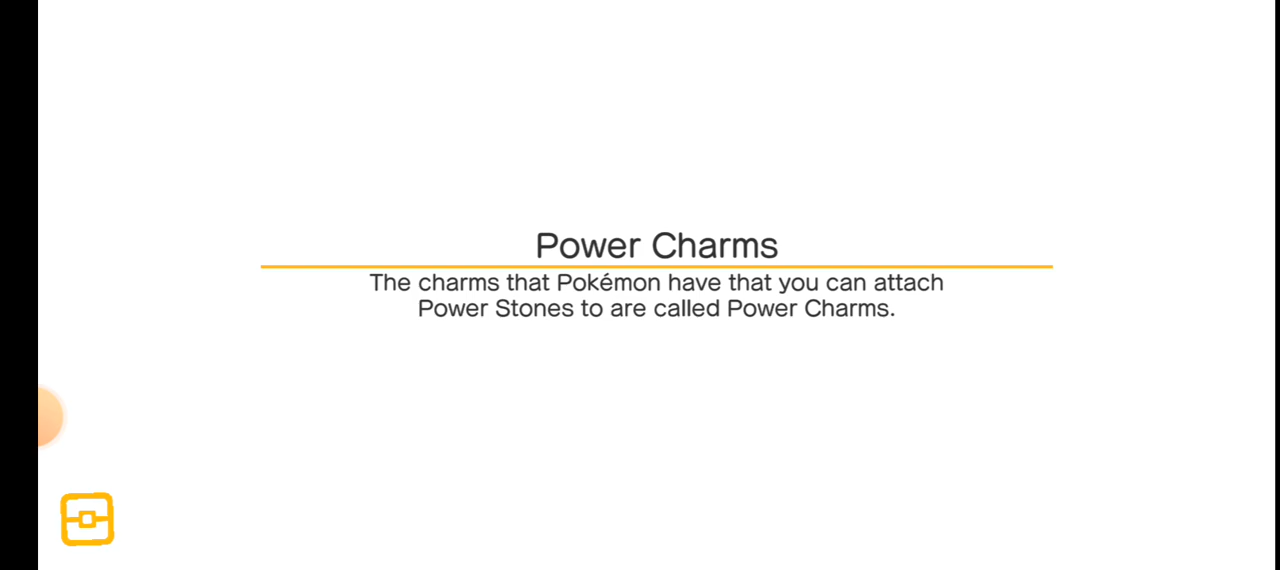 Power Charms
The charms that Pokémon have that you can attach
Power Stones to are called Power Charms.